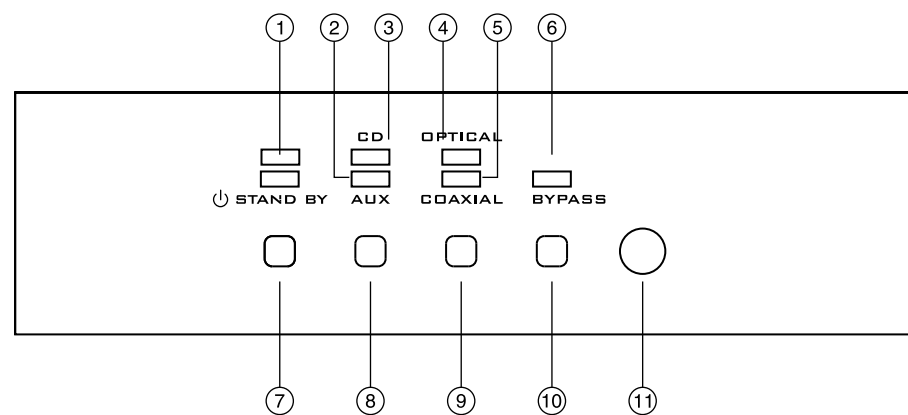 1 2 3 4 5 6
CD OPTICAL
⏻ STAND BY AUX COAXIAL BYPASS
7 8 9 10 11